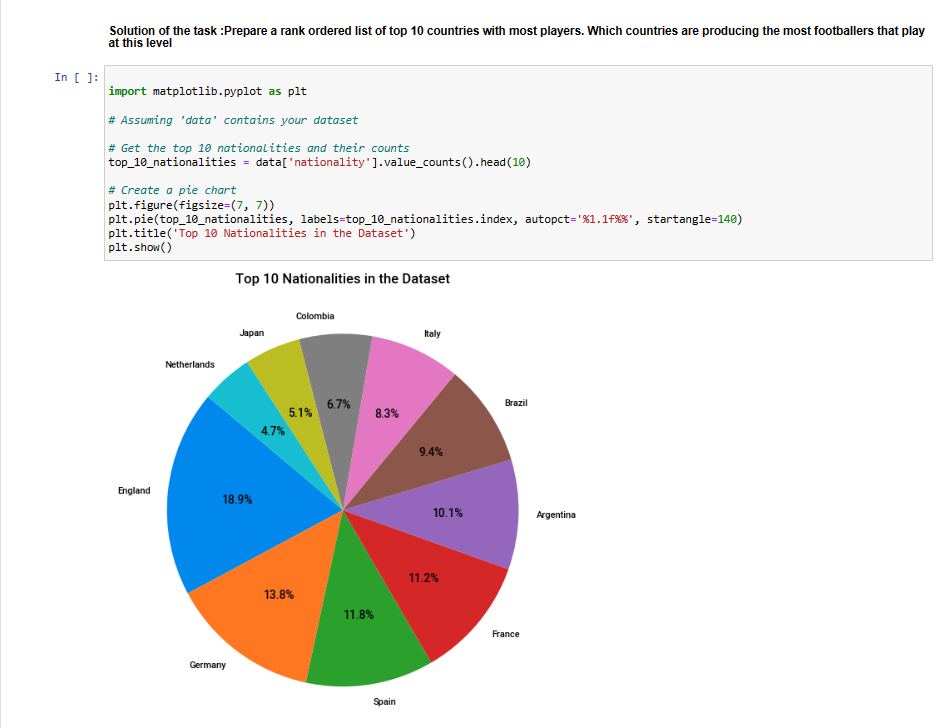 Solution of the task :Prepare a rank ordered list of top 10 countries with most players. Which countries are producing the most footballers that play
at this level
In [ ]:
import matplotlib.pyplot as plt
# Assuming 'data' contains your dataset
# Get the top 10 nationalities and their counts
top_10_nationalities = data['nationality'].value_counts().head(10)
# Create a pie chart
plt.figure(figsize=(7, 7))
plt.pie(top_10_nationalities, labels=top_10_nationalities.index, autopct='%1.1f%%', startangle=140)
plt.title('Top 10 Nationalities in the Dataset')
plt.show()
Top 10 Nationalities in the Dataset
Colombia
Japan
Italy
Netherlands
Brazil
6.7%
5.1%
8.3%
4.7%
9.4%
England
18.9%
10.1%
Argentina
11.2%
13.8%
11.8%
France
Germany
Spain